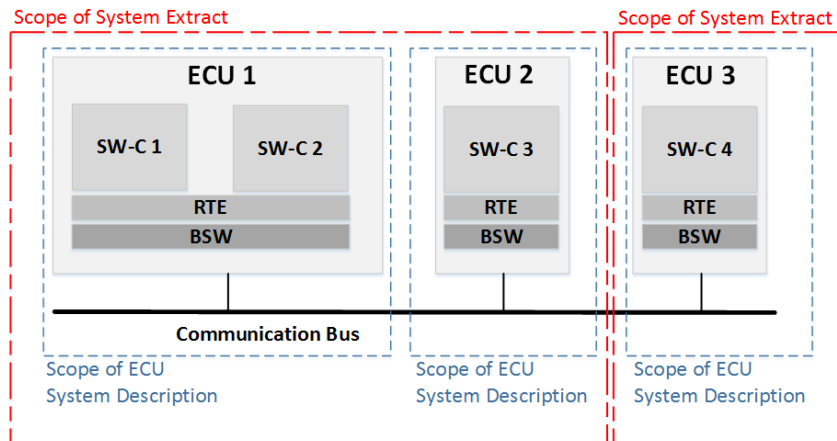 Scope of System Extract
Scope of System Extract
ECU 1
ECU 2
ECU 3
SW-C 1
SW-C 2
SW-C 3
SW-C 4
RTE
RTE
RTE
BSW
BSW
BSW
Communication Bus
Scope of ECU
System Description
Scope of ECU
System Description
Scope of ECU
System Description